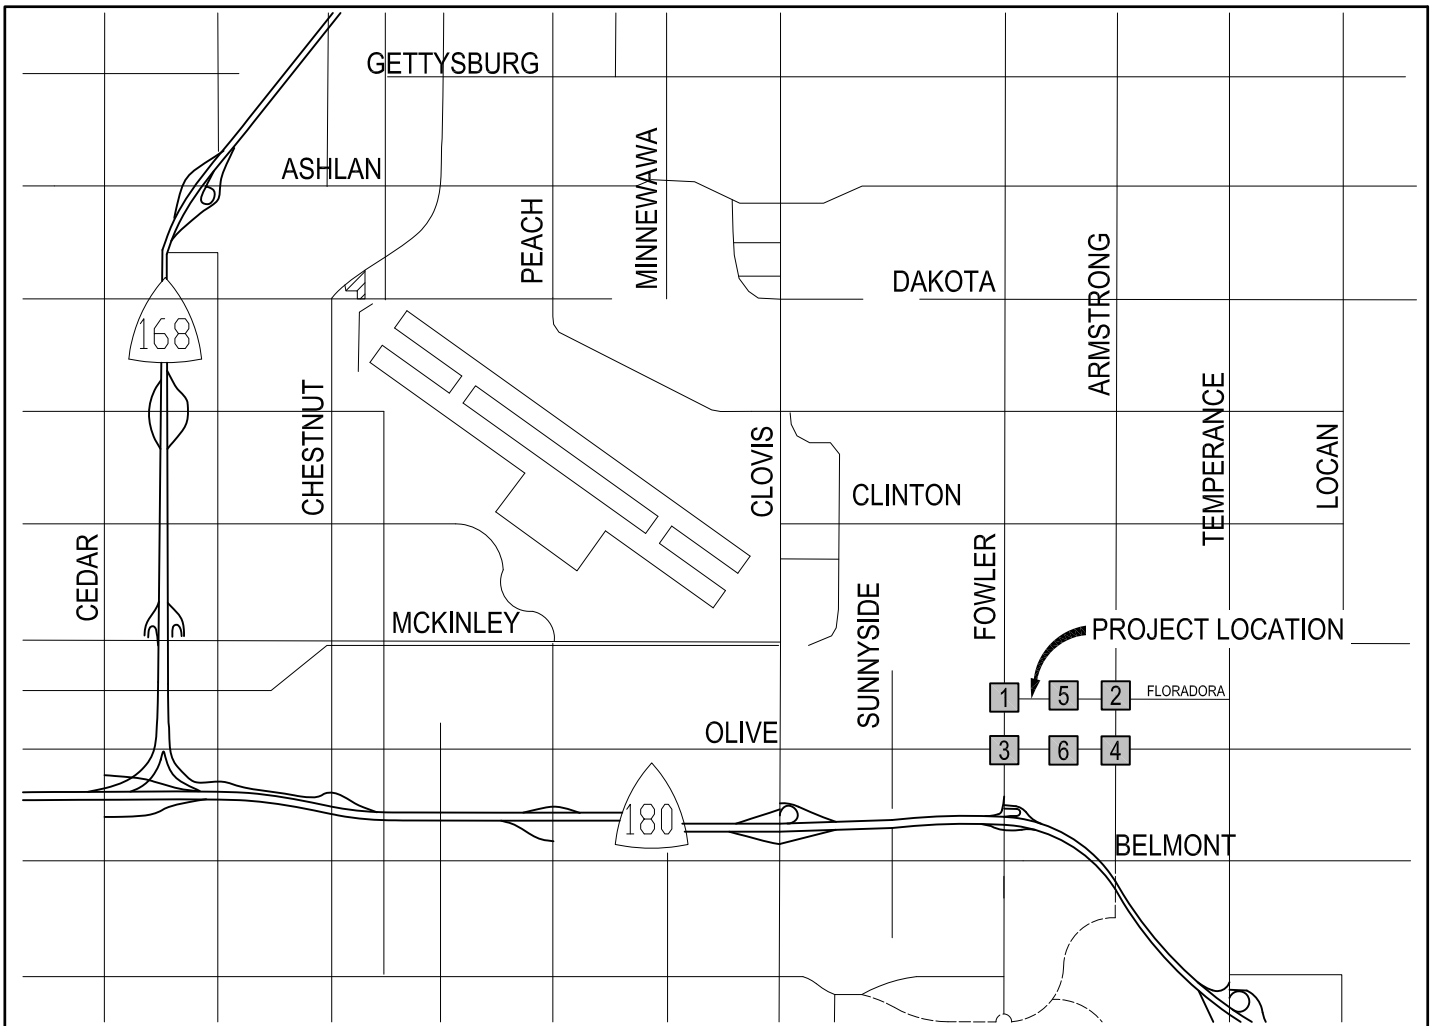 GETTYSBURG
ASHLAN
MINNEWAWA
PEACH
DAKOTA
ARMSTRONG
168
CHESTNUT
CLOVIS
TEMPERANCE
LOCAN
CLINTON
CEDAR
FOWLER
SUNNYSIDE
MCKINLEY
PROJECT LOCATION
1
5
2
FLORADORA
OLIVE
3
6
4
180
BELMONT